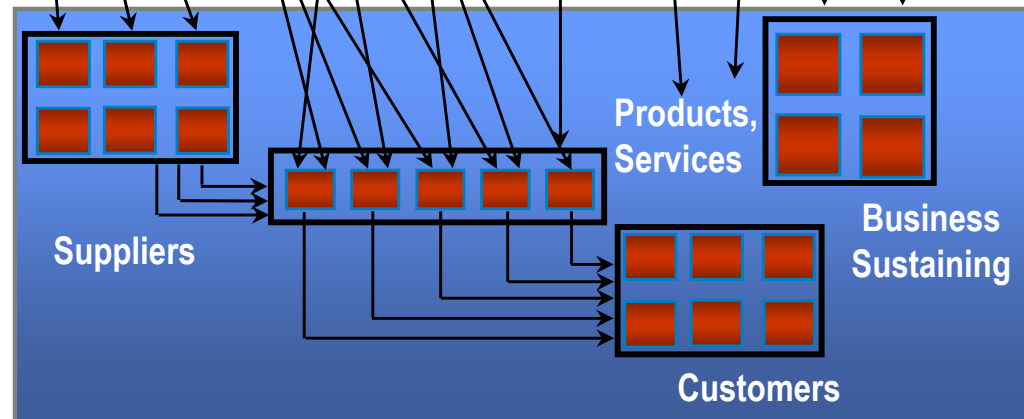 Products,
Services
Business
Sustaining
Suppliers
Customers